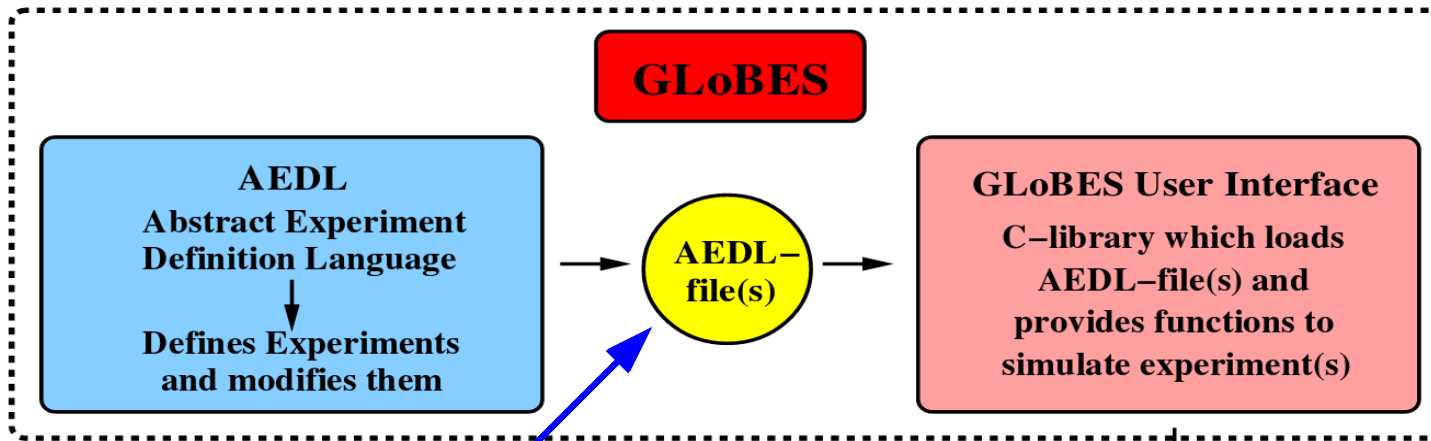 GLoBES
AEDL
Abstract Experiment
Definition Language
Defines Experiments
and modifies them
AEDL−
file(s)
GLoBES User Interface
C−library which loads
AEDL−file(s) and
provides functions to
simulate experiment(s)